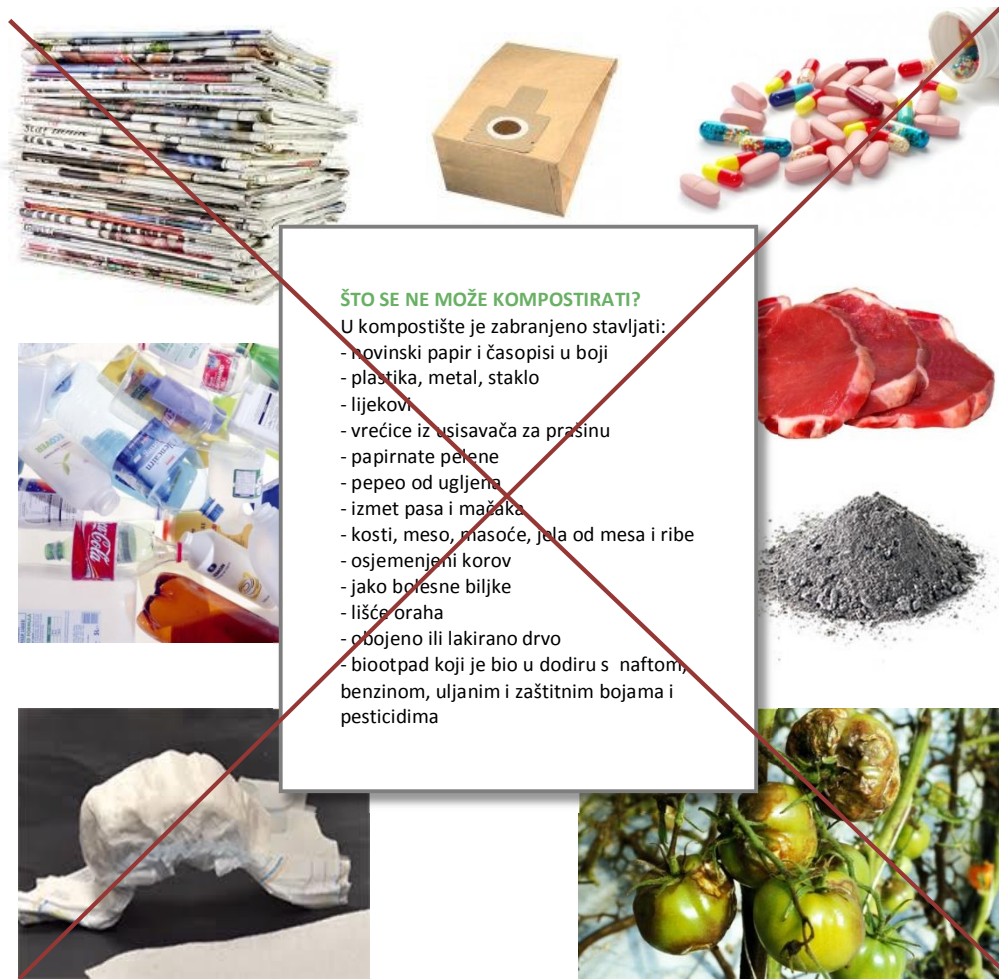 ŠTO SE NE MOŽE KOMPOSTIRATI?
U kompostište je zabranjeno stavljati:
- novinski papir i časopisi u boji
- plastika, metal, staklo
- lijekovi
- vrećice iz usisavača za prašinu
- papirnate pelene
- pepeo od ugljena
- izmet pasa i mačaka
- kosti, meso, masoće, jela od mesa i ribe
- osjemenjeni korov
- jako bolesne biljke
- lišće oraha
- obojeno ili lakirano drvo
- biootpad koji je bio u dodiru s naftom,
benzinom, uljanim i zaštitnim bojama i
pesticidima
ECOVER